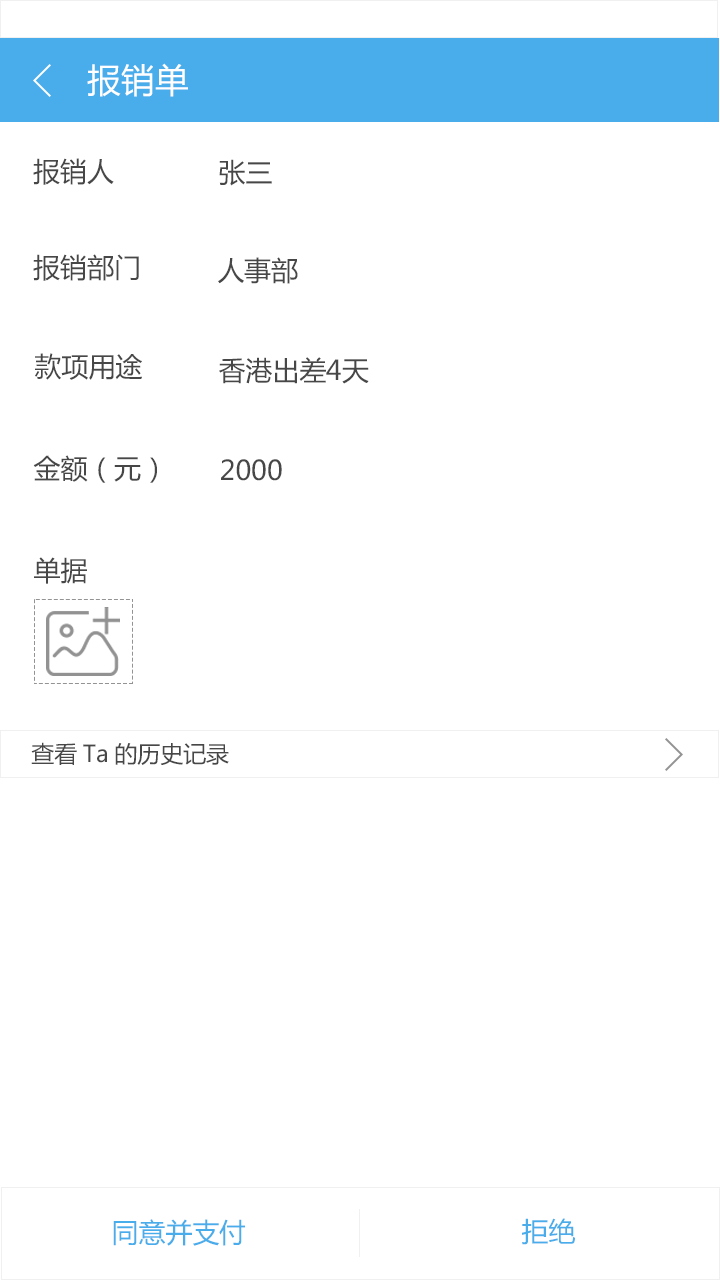 报销单
报销人 张三
报销部门 人事部
款项用途 香港出差4天
金额（元） 2000
单据
查看 Ta 的历史记录
同意并支付 拒绝